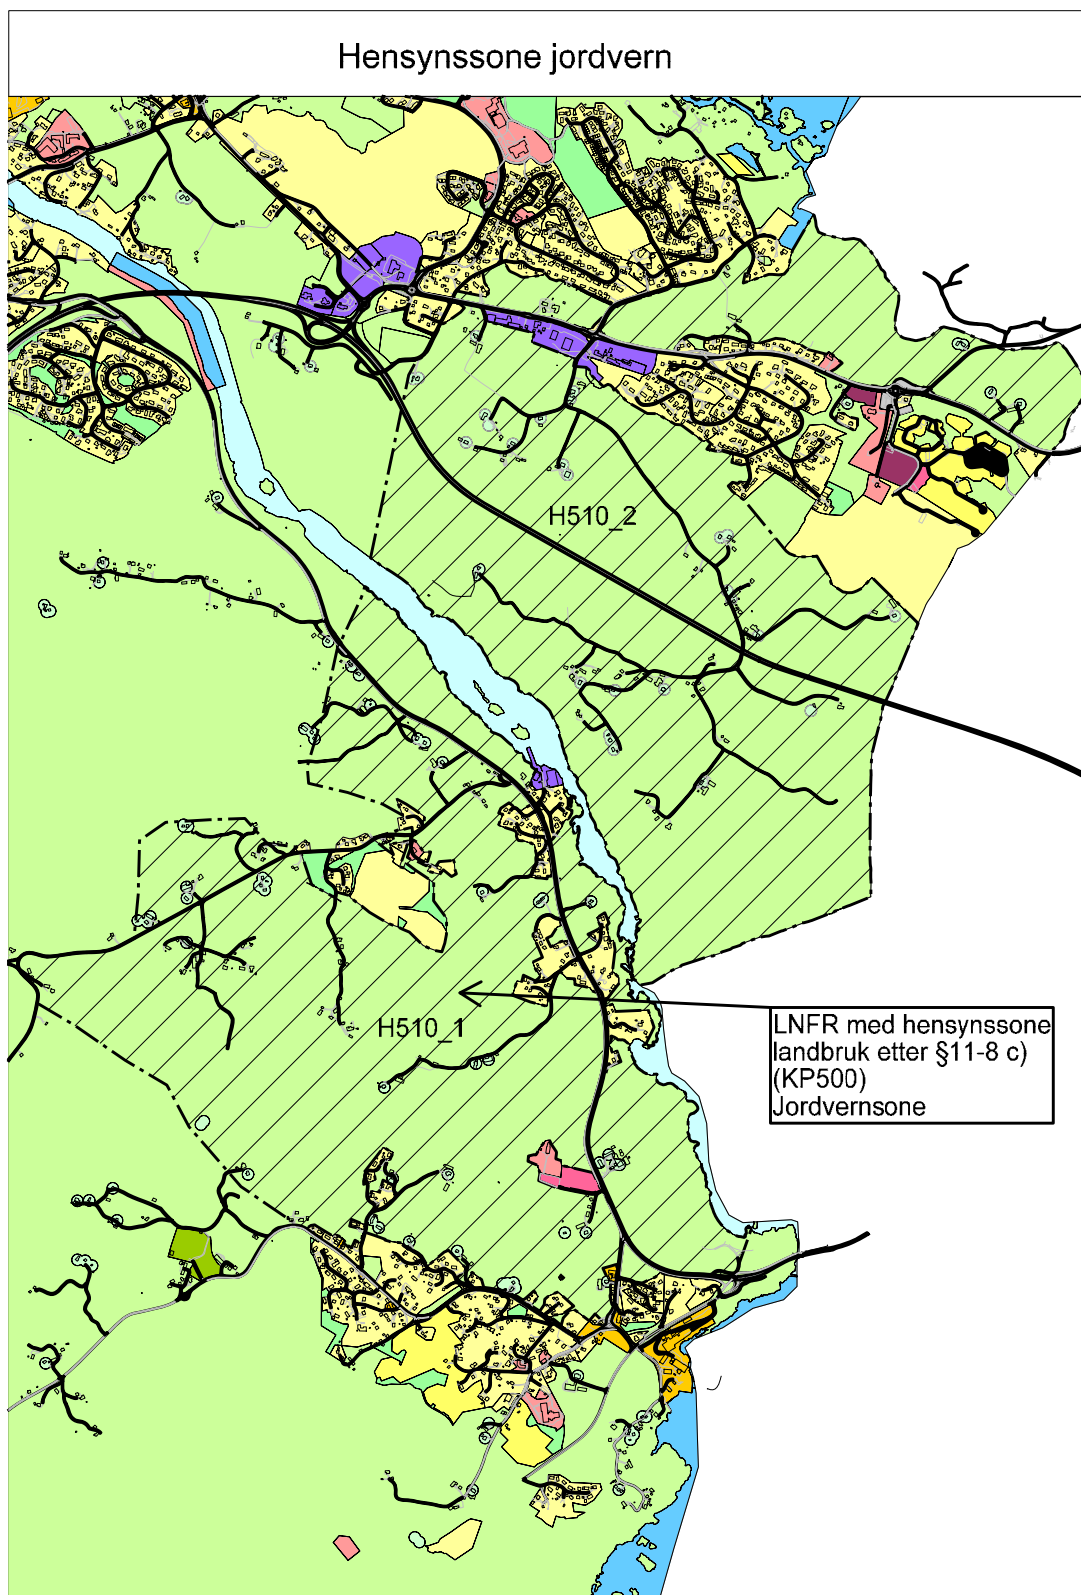 Hensynssone jordvern
H510_2
H510_1
LNFR med hensynssone
landbruk etter §11-8 c)
(KP500)
Jordvernsone